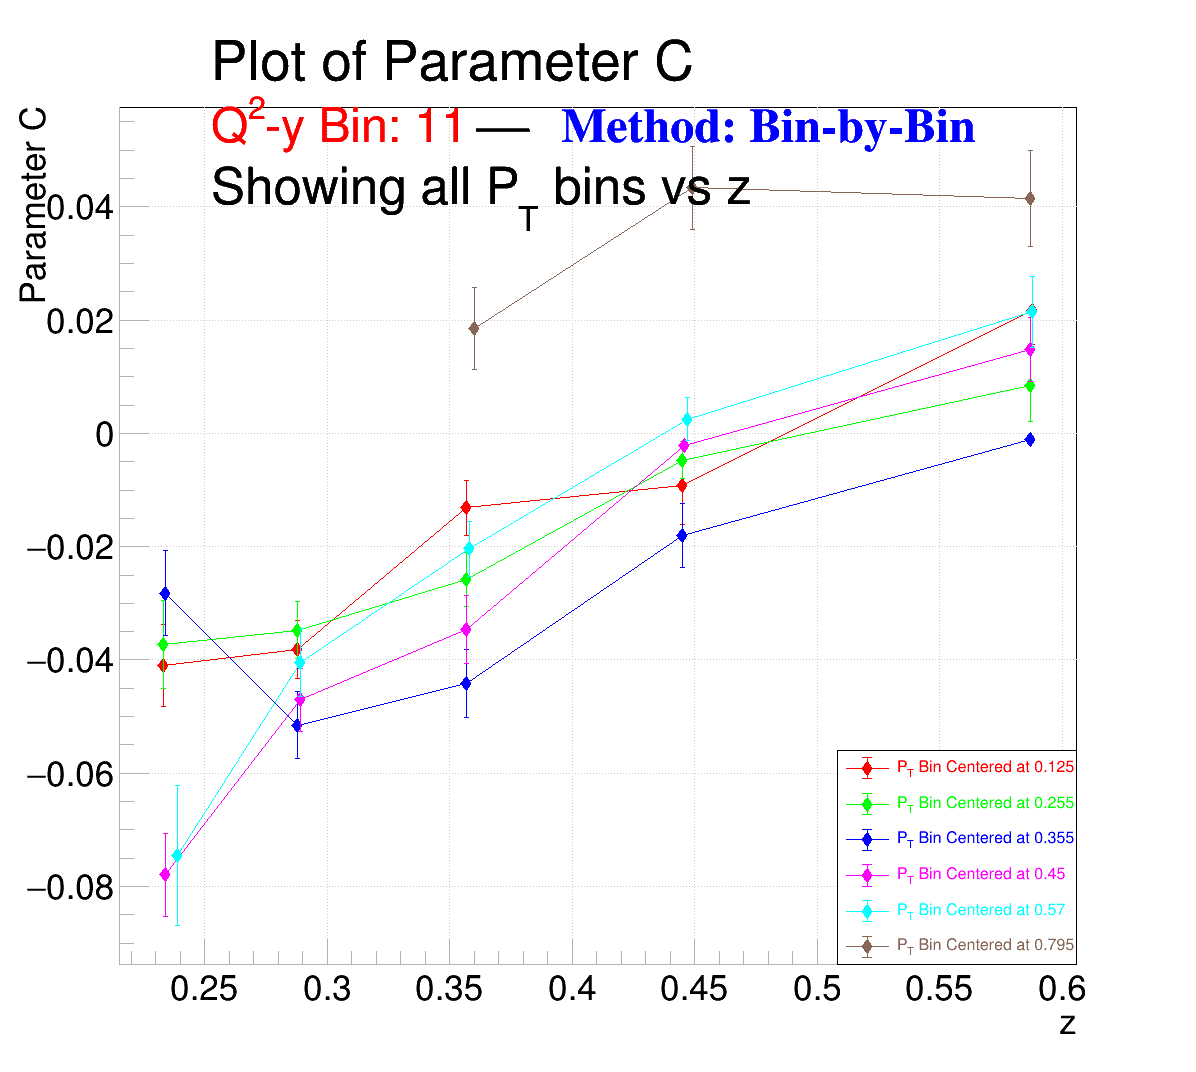 Plot of Parameter C
Q²-y Bin: 11 — Method: Bin-by-Bin
Showing all P_T bins vs z
Parameter C
0.04
0.02
0
−0.02
−0.04
−0.06
−0.08
P_T Bin Centered at 0.125
P_T Bin Centered at 0.255
P_T Bin Centered at 0.355
P_T Bin Centered at 0.45
P_T Bin Centered at 0.57
P_T Bin Centered at 0.795
0.25 0.3 0.35 0.4 0.45 0.5 0.55 0.6
z